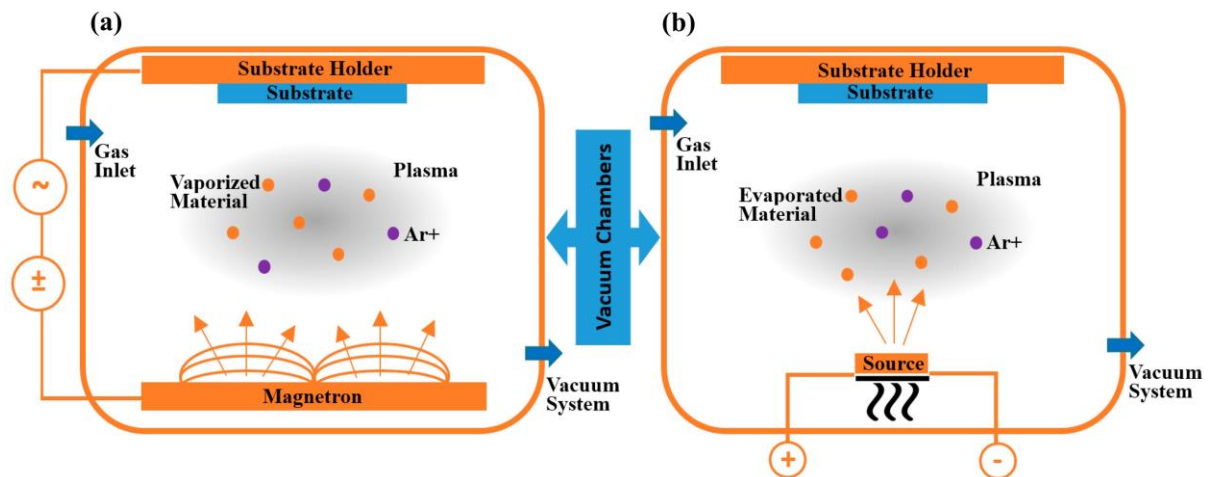 (a)
Substrate Holder
Substrate
Gas
Inlet
Vaporized
Material
Plasma
Ar+
~
±
Magnetron
Vacuum
System
Vacuum Chambers
(b)
Substrate Holder
Substrate
Gas
Inlet
Evaporated
Material
Plasma
Ar+
Source
Vacuum
System
+
-